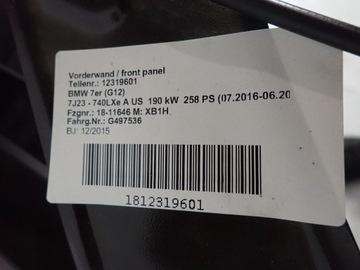 Vorderwand / front panel
Teilenr.: 12319601
BMW 7er (G12)
7J23 - 740LXe A US 190 kW 258 PS (07.2016-06.20
Fzgnr.: 18-11646 M: XB1H
Fahrg.Nr.: G497536
BJ: 12/2015
1812319601